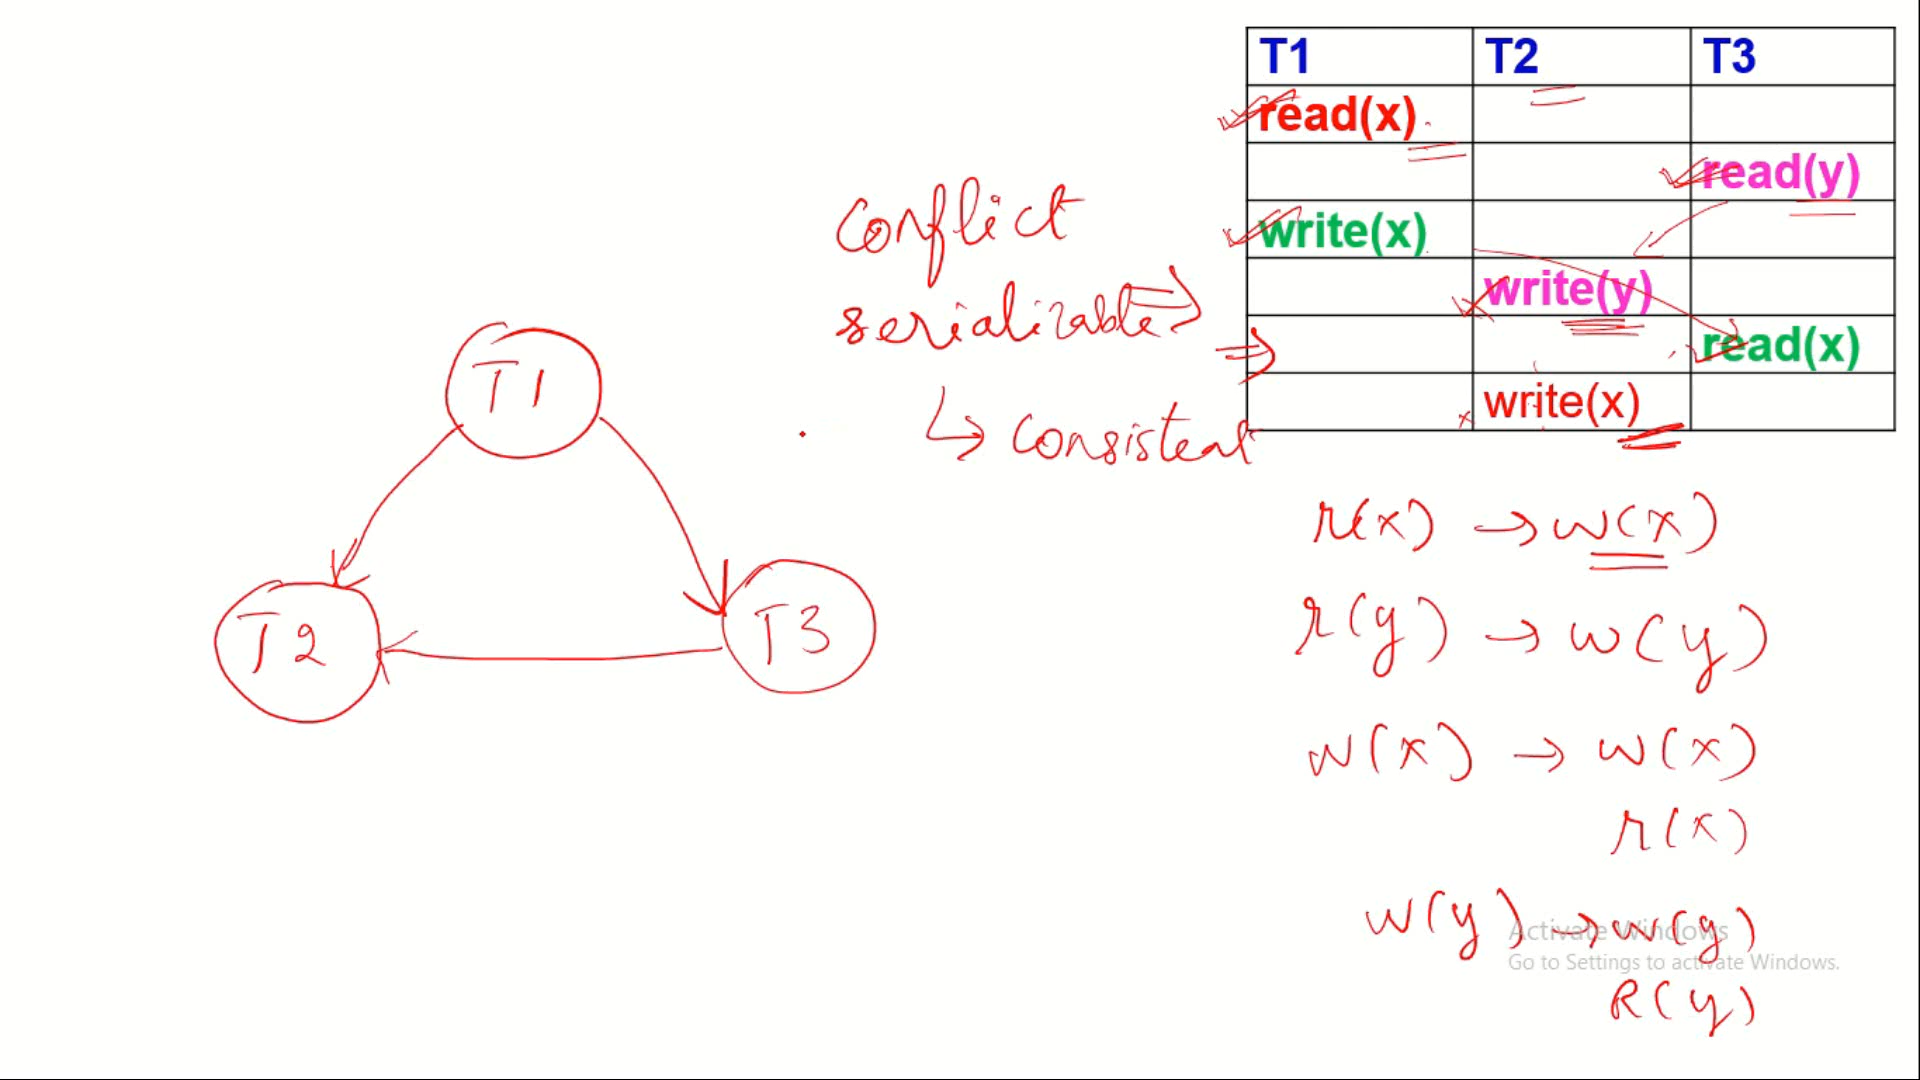 T1 T2 T3
read(x)
read(y)
write(x)
write(y)
read(x)
write(x)
conflict
serializable ⇒
⇒
↳ consistent
T1
T2
T3
r(x) → w(x)
r(y) → w(y)
w(x) → w(x)
r(x)
w(y) → w(y)
R(y)
Activate Windows
Go to Settings to activate Windows.